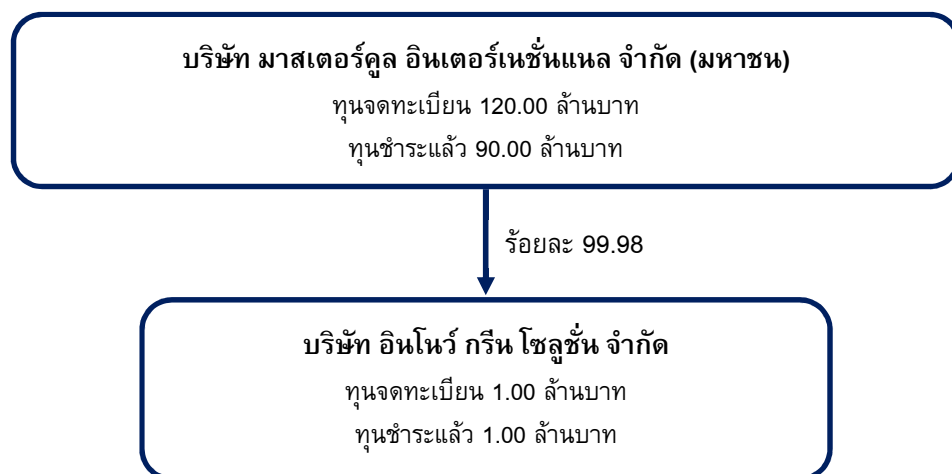 บริษัท มาสเตอร์คูล อินเตอร์เนชั่นแนล จำกัด (มหาชน)
ทุนจดทะเบียน 120.00 ล้านบาท
ทุนชำระแล้ว 90.00 ล้านบาท
ร้อยละ 99.98
บริษัท อินโนว์ กรีน โซลูชั่น จำกัด
ทุนจดทะเบียน 1.00 ล้านบาท
ทุนชำระแล้ว 1.00 ล้านบาท